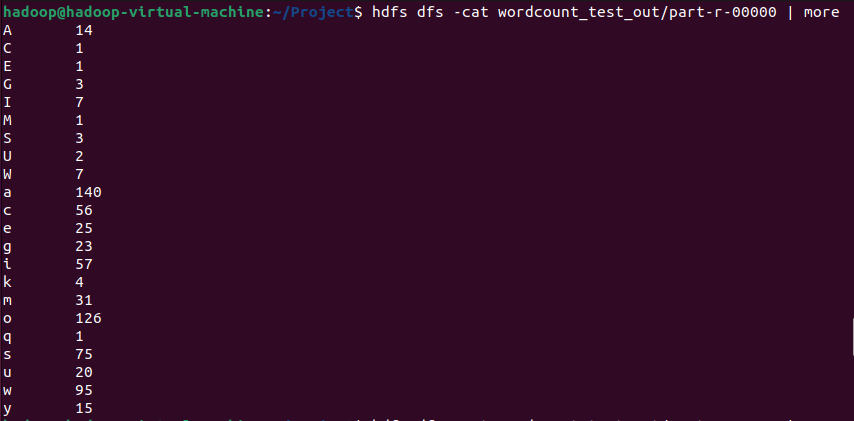 hadoop@hadoop-virtual-machine:~/Project$ hdfs dfs -cat wordcount_test_out/part-r-00000 | more
A 14
C 1
E 1
G 3
I 7
M 1
S 3
U 2
W 7
a 140
c 56
e 25
g 23
i 57
k 4
m 31
o 126
q 1
s 75
u 20
w 95
y 15